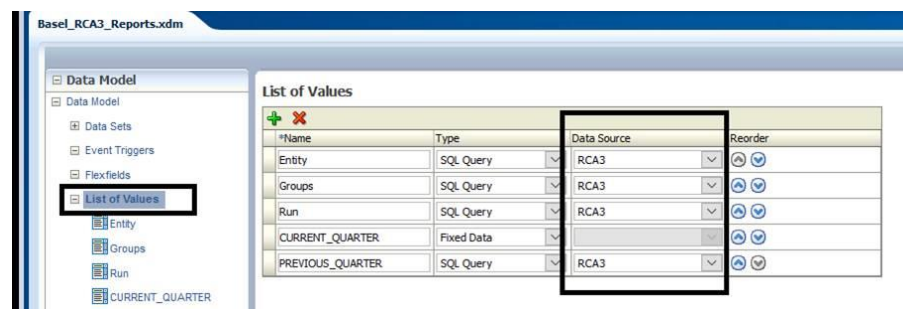 Basel_RCA3_Reports.xdm
Data Model
Data Model
Data Sets
Event Triggers
Flexfields
List of Values
Entity
Groups
Run
CURRENT_QUARTER
List of Values
*Name Type Data Source Reorder
Entity SQL Query RCA3
Groups SQL Query RCA3
Run SQL Query RCA3
CURRENT_QUARTER Fixed Data
PREVIOUS_QUARTER SQL Query RCA3